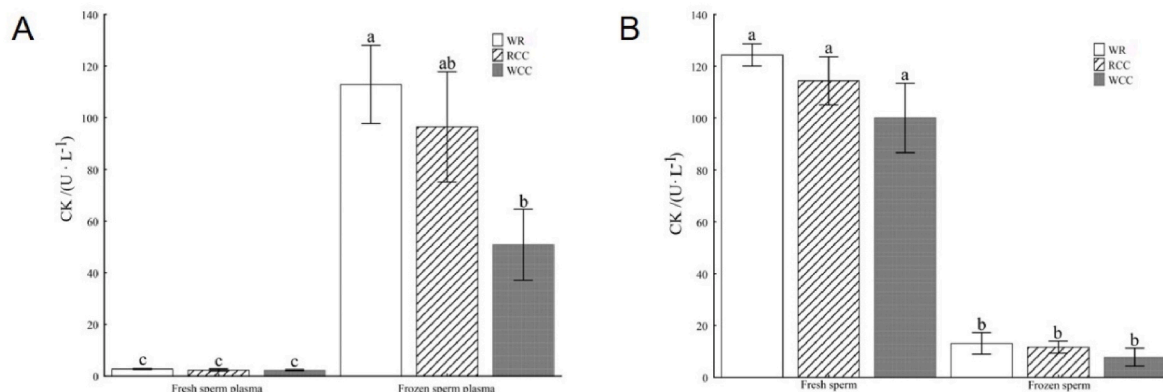 A
CK /(U · L-1)
140
120
100
80
60
40
20
0
WR
RCC
WCC
c
c
c
a
ab
b
Fresh sperm plasma
Frozen sperm plasma
B
CK /(U · L-1)
140
120
100
80
60
40
20
0
WR
RCC
WCC
a
a
a
b
b
b
Fresh sperm
Frozen sperm